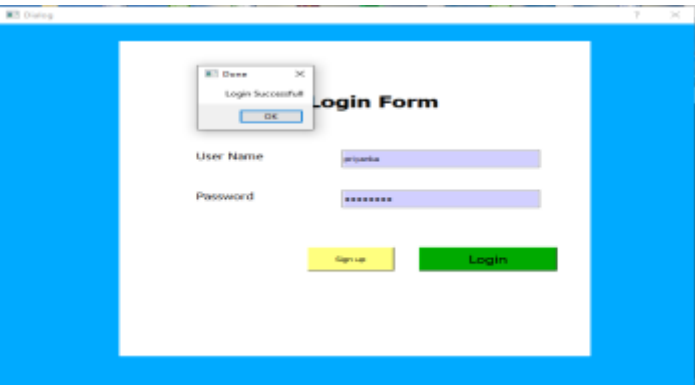 Dialog
?
Done
Login Successfull
OK
Login Form
User Name
priyanka
Password
Sign up
Login